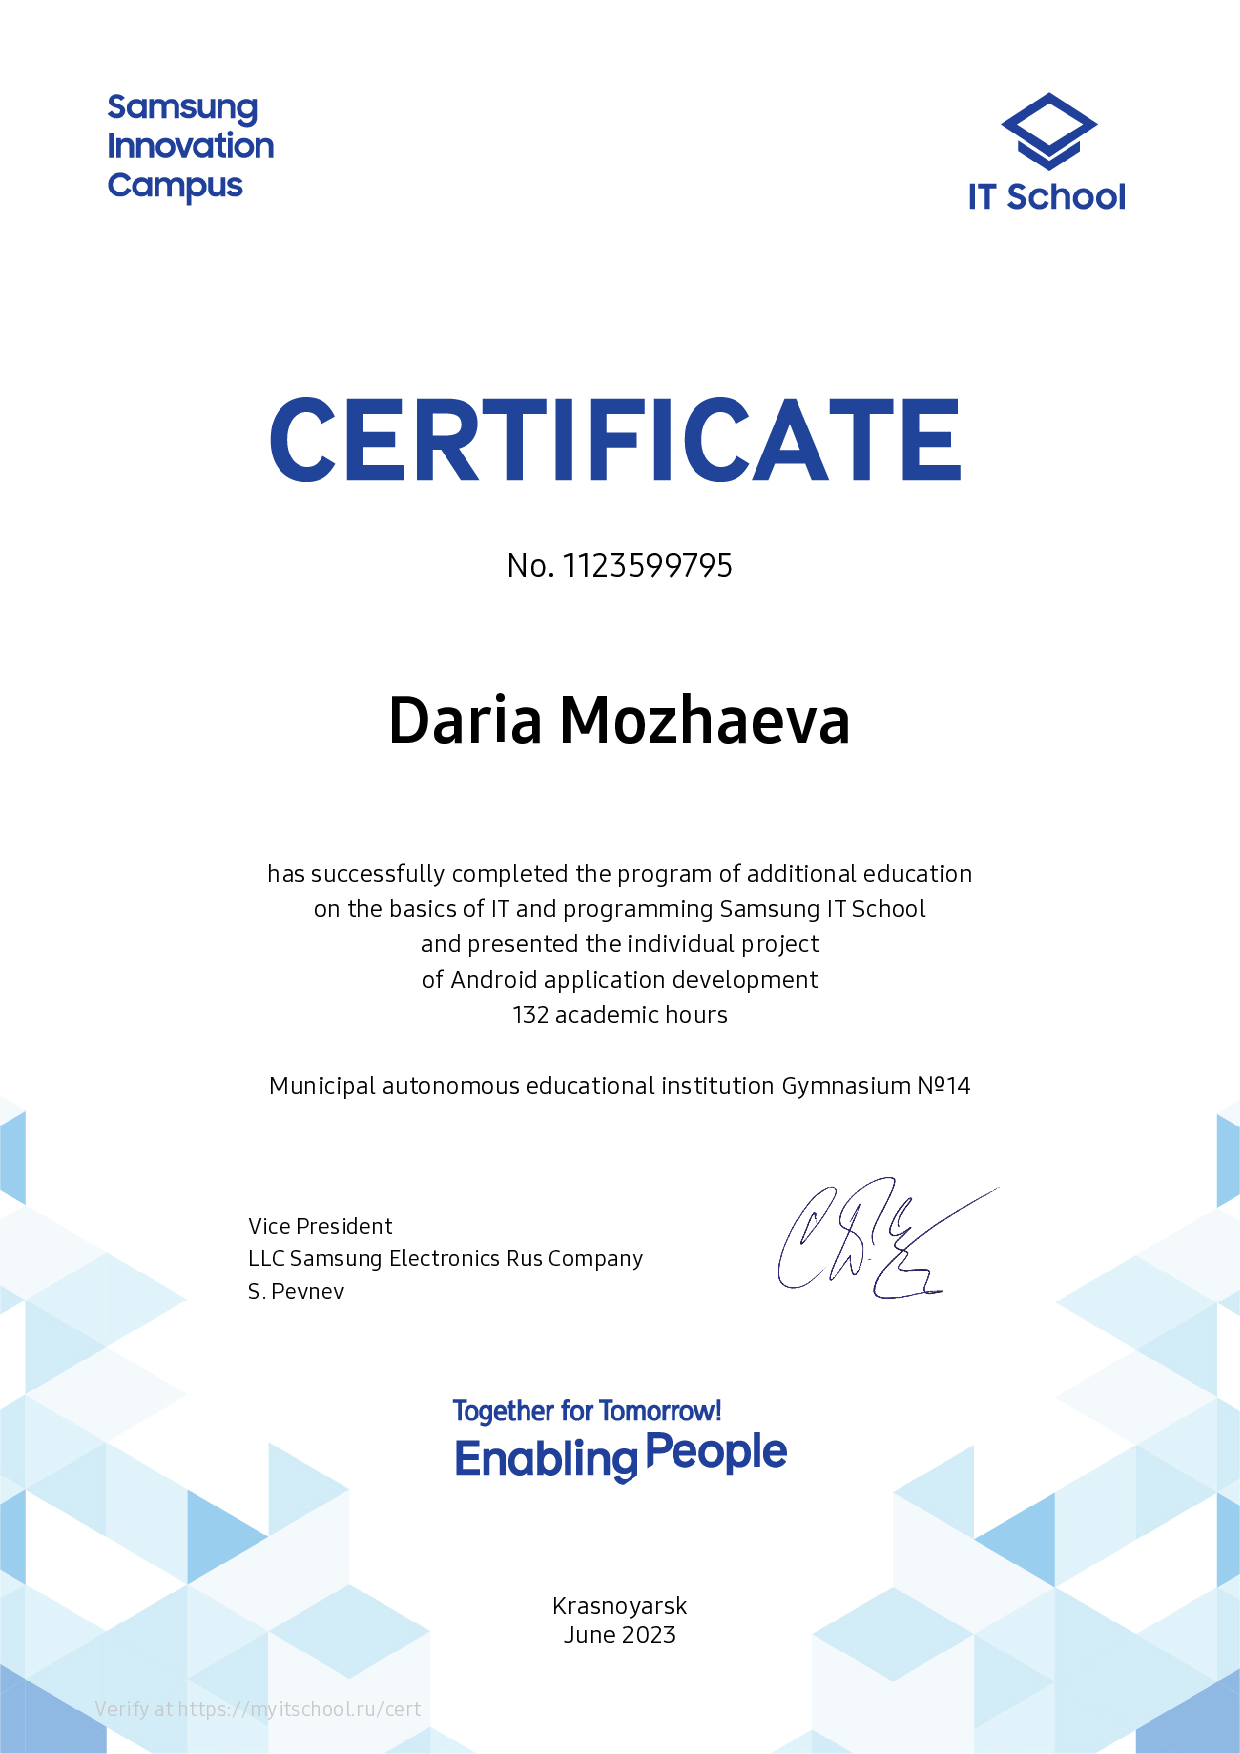 Samsung
Innovation
Campus
IT School
CERTIFICATE
No. 1123599795
Daria Mozhaeva
has successfully completed the program of additional education
on the basics of IT and programming Samsung IT School
and presented the individual project
of Android application development
132 academic hours
Municipal autonomous educational institution Gymnasium №14
Vice President
LLC Samsung Electronics Rus Company
S. Pevnev
Together for Tomorrow!
Enabling People
Krasnoyarsk
June 2023
Verify at https://myitschool.ru/cert